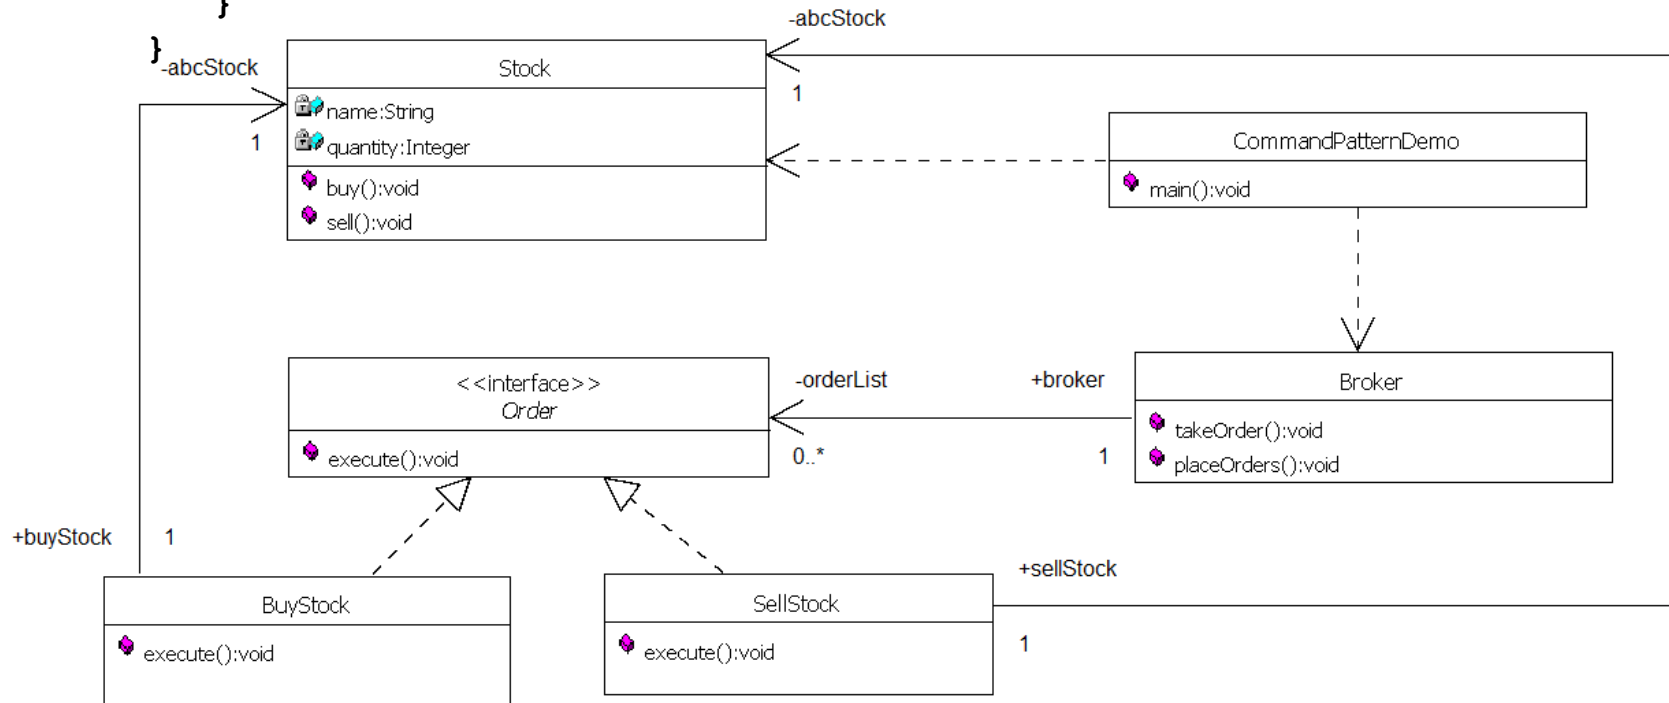 }
}
-abcStock
1
-abcStock
1
Stock
name:String
quantity:Integer
buy():void
sell():void
CommandPatternDemo
main():void
<<interface>>
Order
execute():void
-orderList
0..*
+broker
1
Broker
takeOrder():void
placeOrders():void
+buyStock
1
BuyStock
execute():void
SellStock
execute():void
+sellStock
1